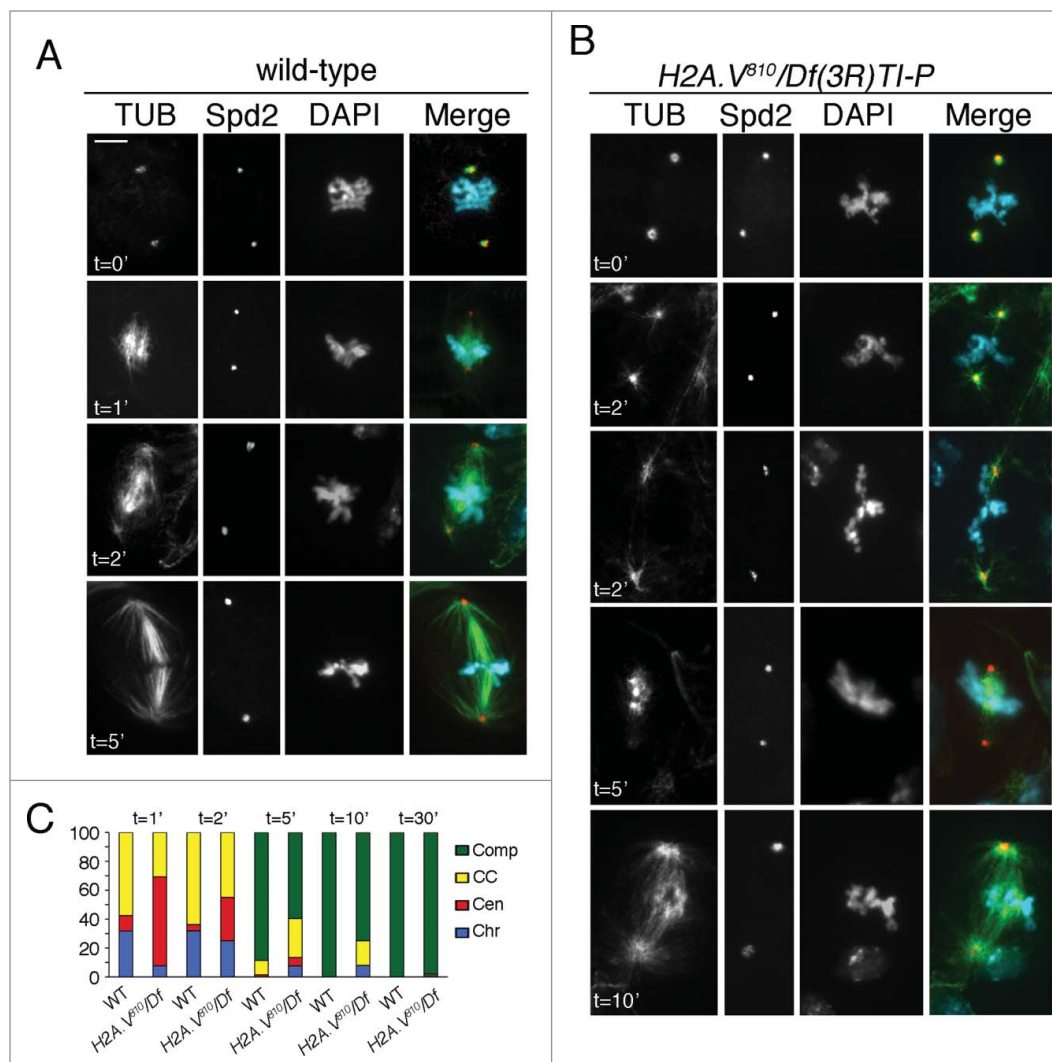 A
wild-type
TUB Spd2 DAPI Merge
t=0’
t=1’
t=2’
t=5’
B
H2A.V⁸¹⁰/Df(3R)TI-P
TUB Spd2 DAPI Merge
t=0’
t=2’
t=2’
t=5’
t=10’
C
t=1’ t=2’ t=5’ t=10’ t=30’
100
80
60
40
20
0
Comp
CC
Cen
Chr
WT H2A.V⁸¹⁰/Df WT H2A.V⁸¹⁰/Df WT H2A.V⁸¹⁰/Df WT H2A.V⁸¹⁰/Df WT H2A.V⁸¹⁰/Df